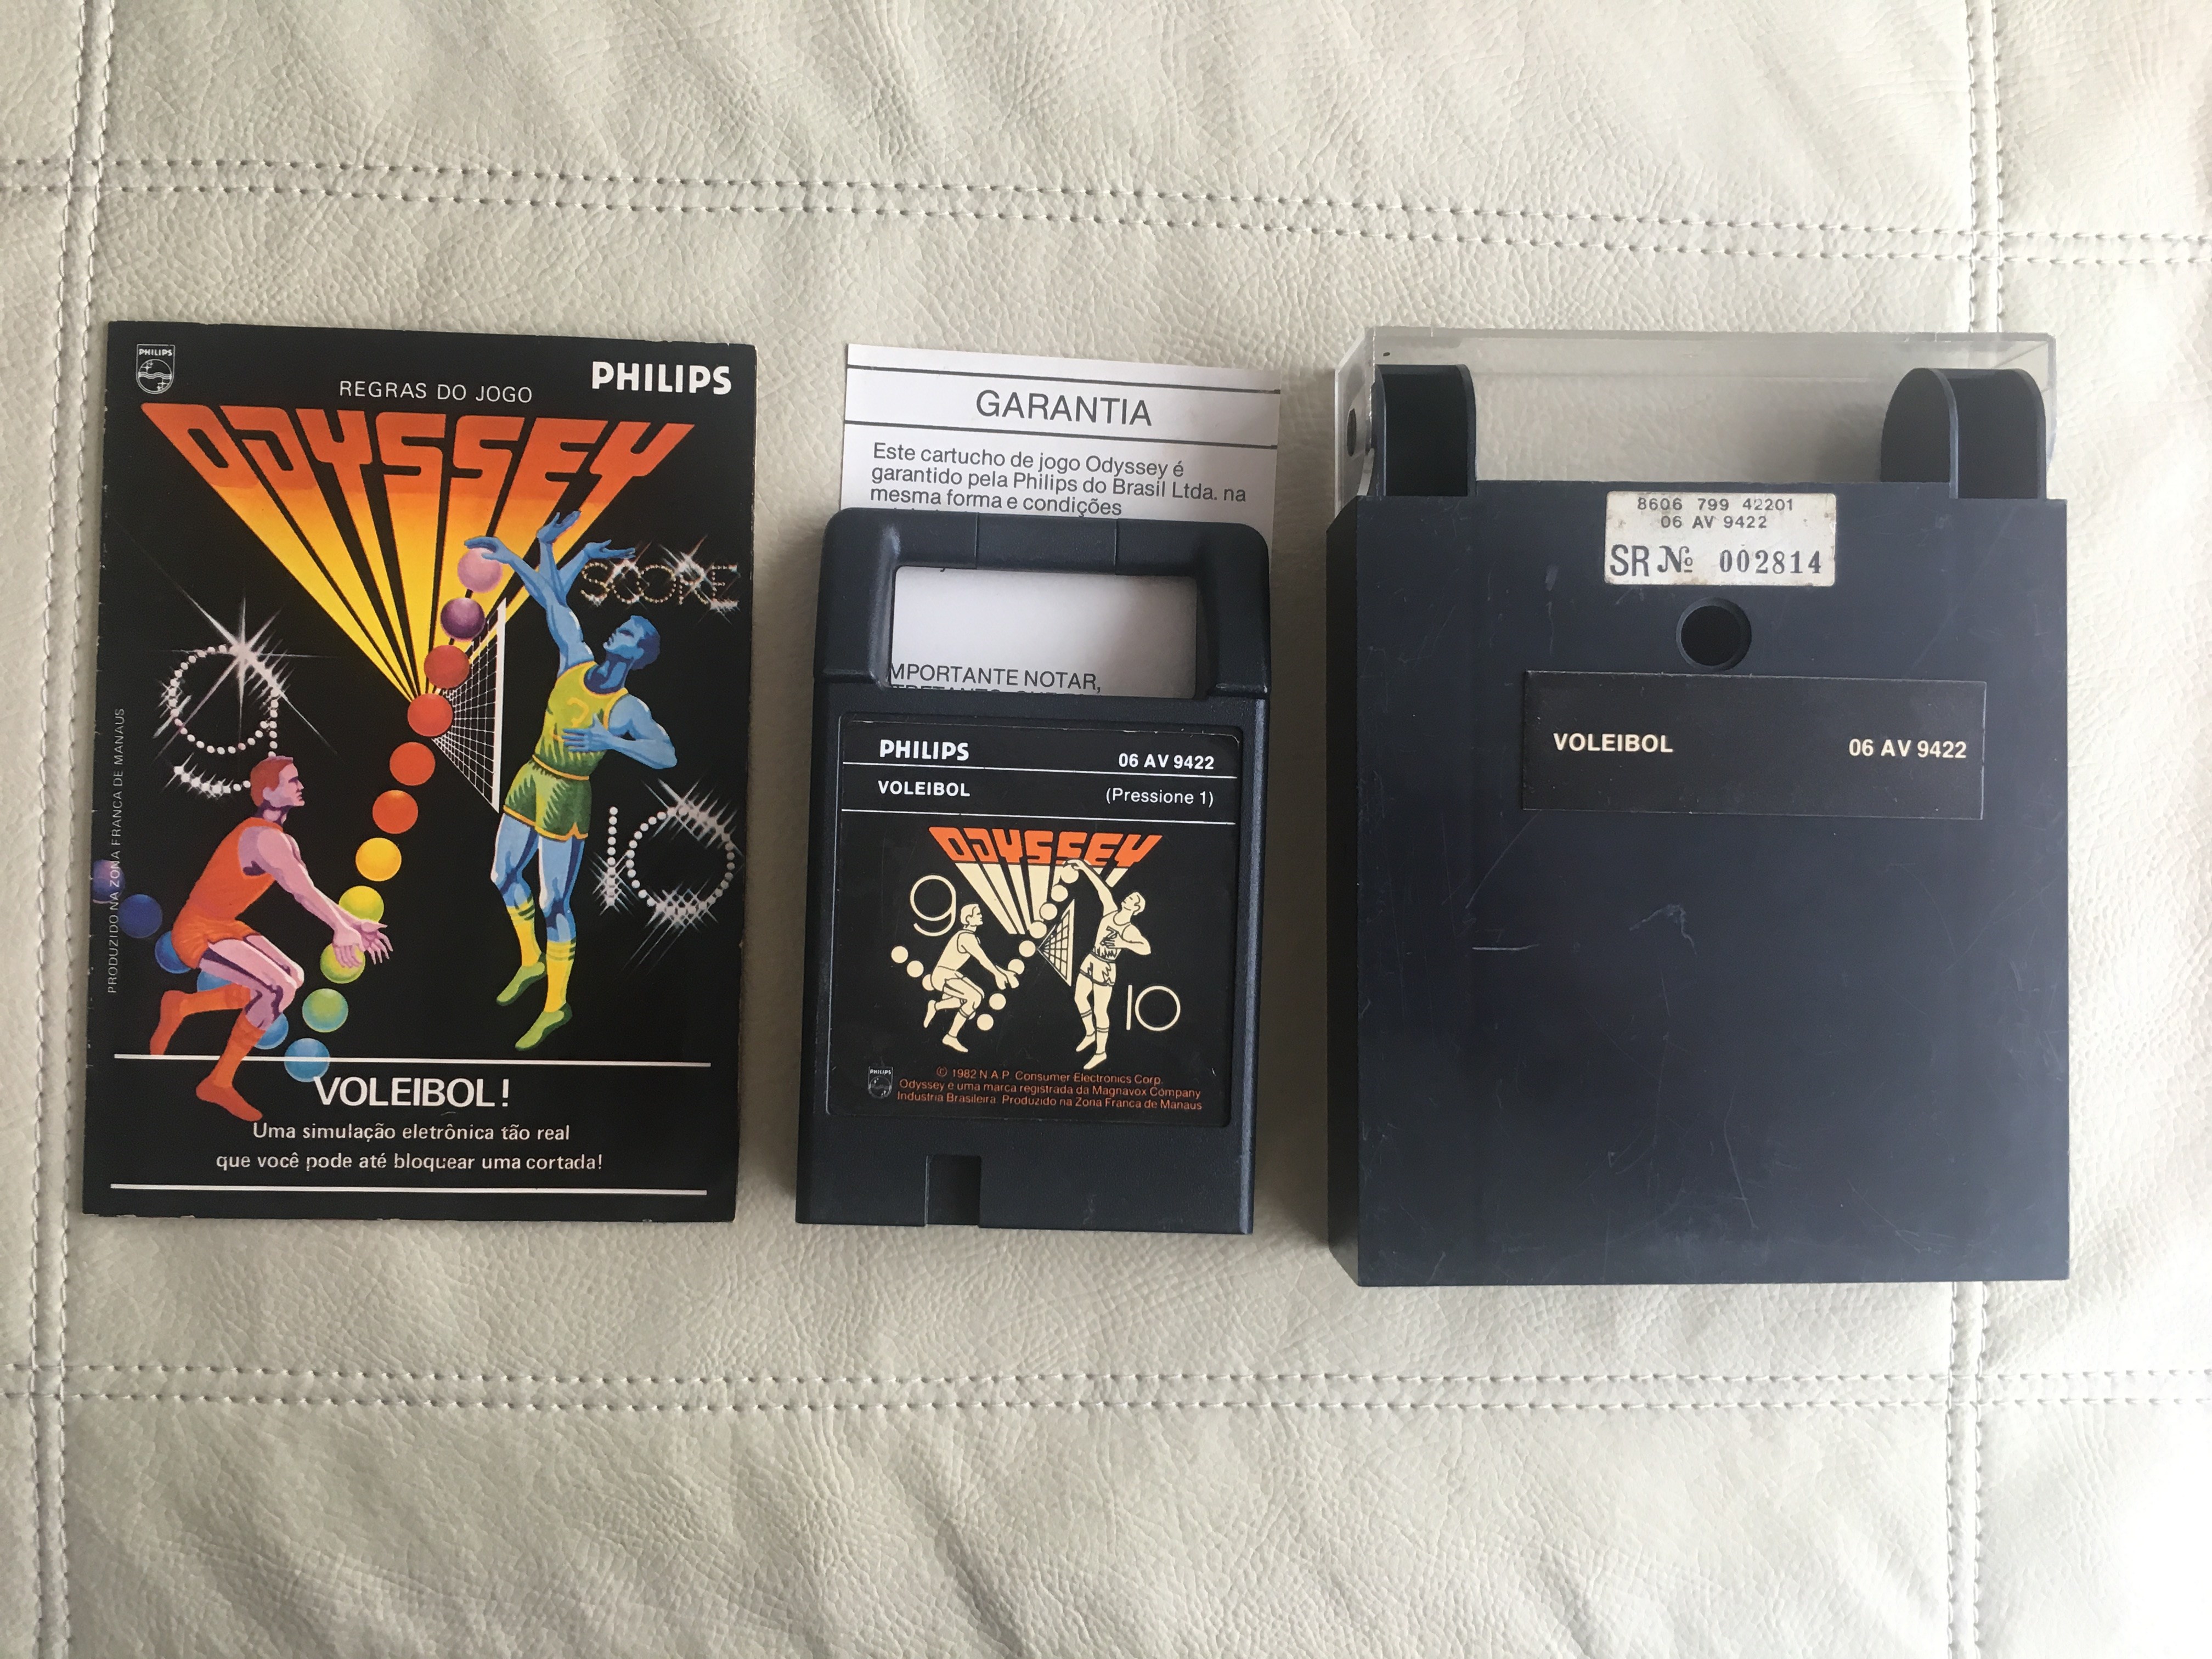 PHILIPS
REGRAS DO JOGO
PHILIPS
ODYSSEY
SCORE
9
10
PRODUZIDO NA ZONA FRANCA DE MANAUS
VOLEIBOL!
Uma simulação eletrônica tão real
que você pode até bloquear uma cortada!
GARANTIA
Este cartucho de jogo Odyssey é
garantido pela Philips do Brasil Ltda. na
mesma forma e condições
MPORTANTE NOTAR,
PHILIPS 06 AV 9422
VOLEIBOL (Pressione 1)
ODYSSEY
9
10
PHILIPS
© 1982 N.A.P. Consumer Electronics Corp.
Odyssey e uma marca registrada da Magnavox Company
Industria Brasileira. Produzido na Zona Franca de Manaus
8606 799 42201
06 AV 9422
SR № 002814
VOLEIBOL 06 AV 9422